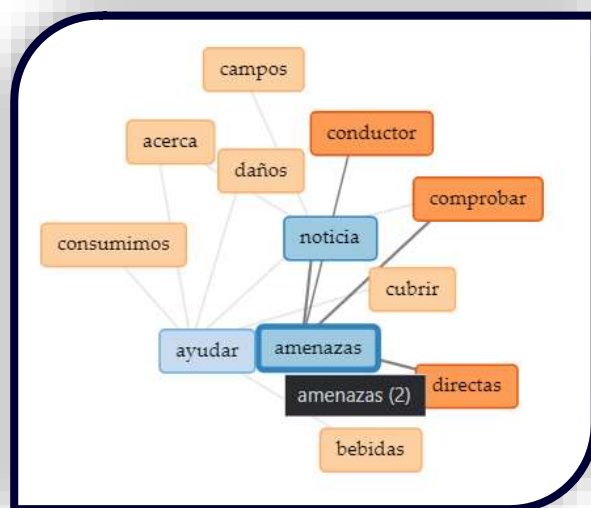 campos
conductor
acerca
daños
comprobar
consumimos
noticia
cubrir
ayudar
amenazas
directas
amenazas (2)
bebidas